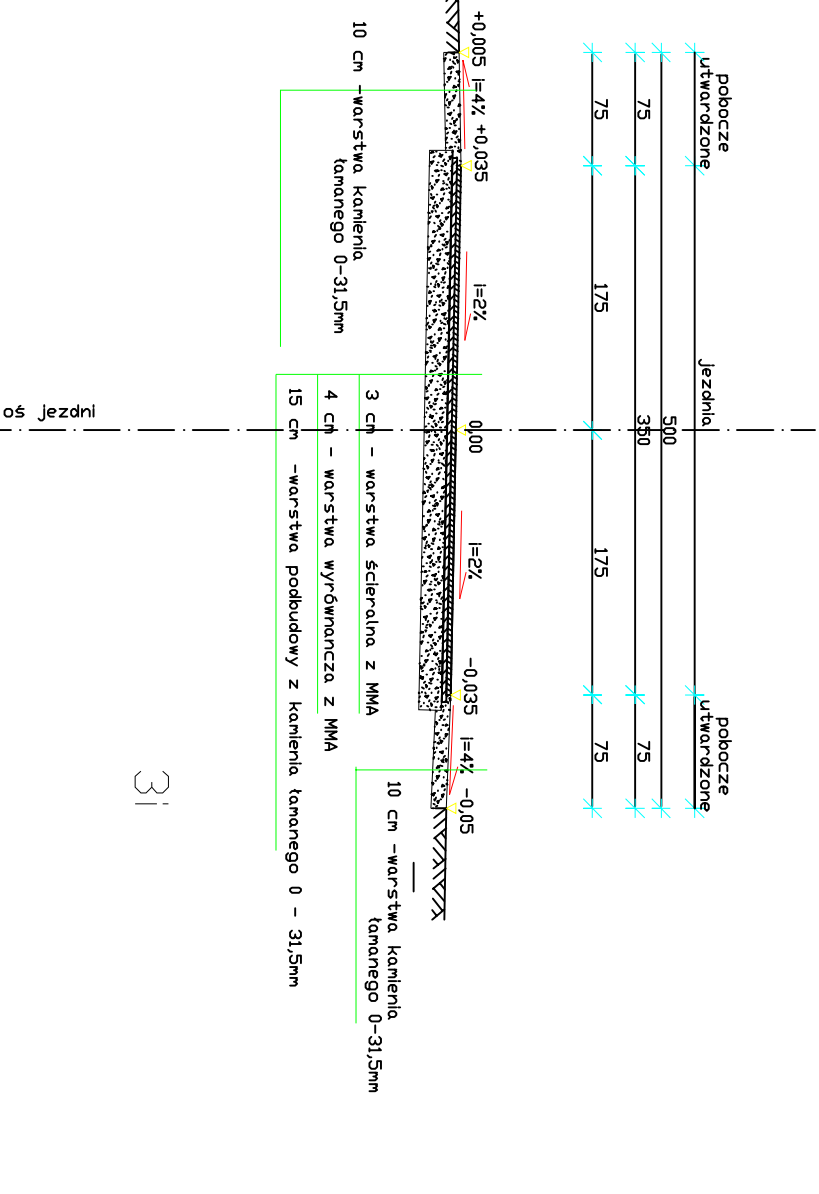 pobocze
utwardzone
jezdnia
pobocze
utwardzone
500
75
350
75
75
175
175
75
+0,005
i=4%
+0,035
i=2%
0,00
i=2%
-0,035
i=4%
-0,05
10 cm -warstwa kamienia
łamanego 0-31,5mm
3 cm - warstwa ścieralna z MMA
4 cm - warstwa wyrównancza z MMA
15 cm -warstwa podbudowy z kamienia łamanego 0 - 31,5mm
10 cm -warstwa kamienia
łamanego 0-31,5mm
oś jezdni